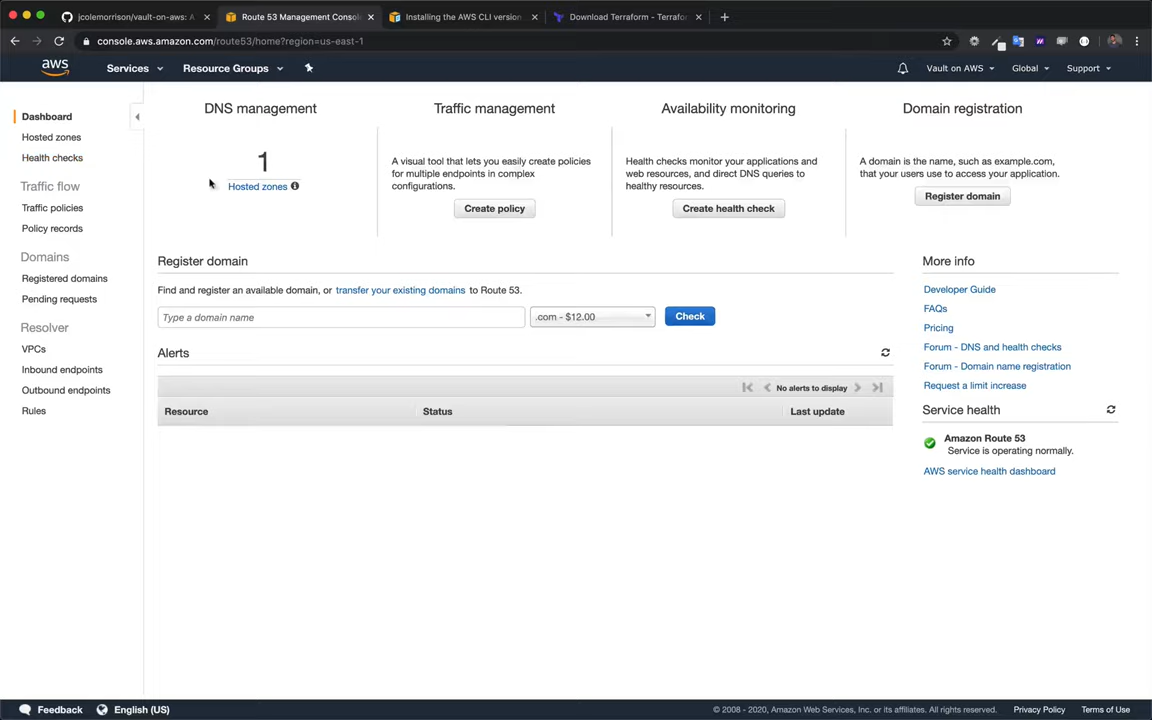 jcolemorrison/vault-on-aws: A
Route 53 Management Consol
Installing the AWS CLI version
Download Terraform - Terrafor
console.aws.amazon.com/route53/home?region=us-east-1
aws
Services
Resource Groups
Vault on AWS
Global
Support
Dashboard
Hosted zones
Health checks
Traffic flow
Traffic policies
Policy records
Domains
Registered domains
Pending requests
Resolver
VPCs
Inbound endpoints
Outbound endpoints
Rules
DNS management
1
Hosted zones
Traffic management
A visual tool that lets you easily create policies
for multiple endpoints in complex
configurations.
Create policy
Availability monitoring
Health checks monitor your applications and
web resources, and direct DNS queries to
healthy resources.
Create health check
Domain registration
A domain is the name, such as example.com,
that your users use to access your application.
Register domain
Register domain
Find and register an available domain, or transfer your existing domains to Route 53.
Type a domain name
.com - $12.00
Check
Alerts
No alerts to display
Resource
Status
Last update
More info
Developer Guide
FAQs
Pricing
Forum - DNS and health checks
Forum - Domain name registration
Request a limit increase
Service health
Amazon Route 53
Service is operating normally.
AWS service health dashboard
Feedback
English (US)
© 2008 - 2020, Amazon Web Services, Inc. or its affiliates. All rights reserved.
Privacy Policy
Terms of Use